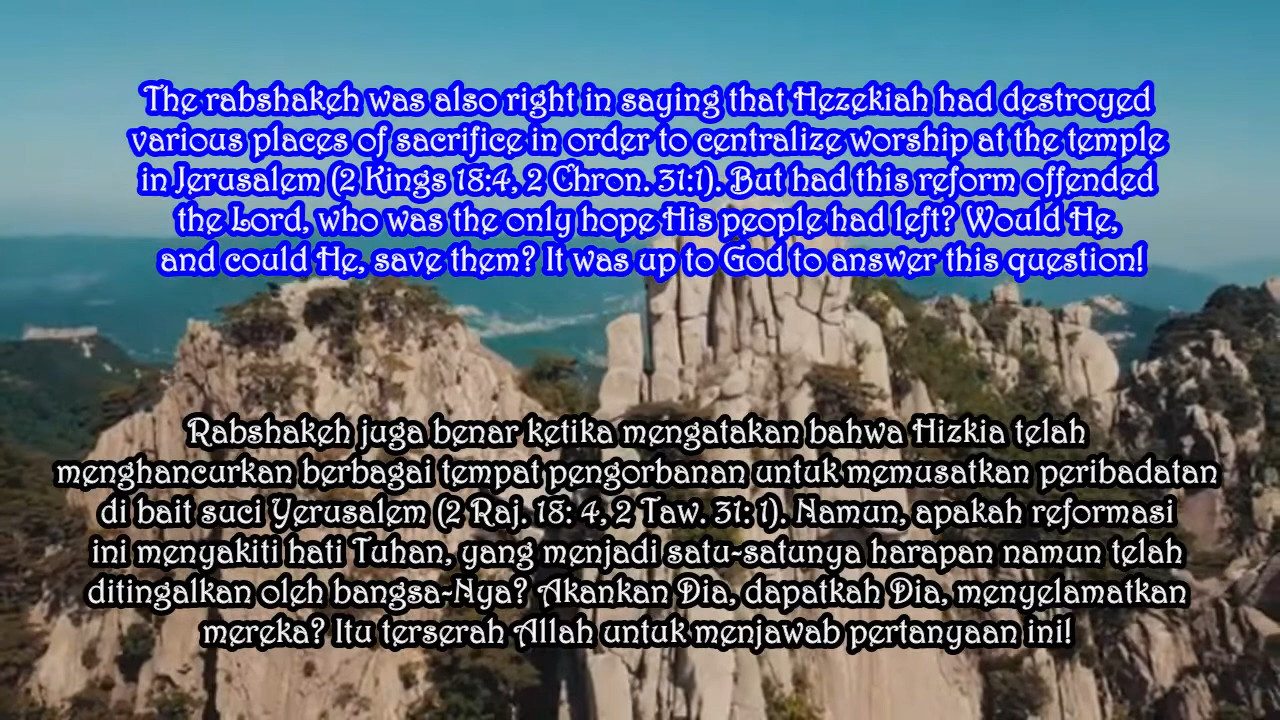 The rabshakeh was also right in saying that Hezekiah had destroyed
various places of sacrifice in order to centralize worship at the temple
in Jerusalem (2 Kings 18:4, 2 Chron. 31:1). But had this reform offended
the Lord, who was the only hope His people had left? Would He,
and could He, save them? It was up to God to answer this question!
Rabshakeh juga benar ketika mengatakan bahwa Hizkia telah
menghancurkan berbagai tempat pengorbanan untuk memusatkan peribadatan
di bait suci Yerusalem (2 Raj. 18: 4, 2 Taw. 31: 1). Namun, apakah reformasi
ini menyakiti hati Tuhan, yang menjadi satu-satunya harapan namun telah
ditingalkan oleh bangsa-Nya? Akankan Dia, dapatkah Dia, menyelamatkan
mereka? Itu terserah Allah untuk menjawab pertanyaan ini!